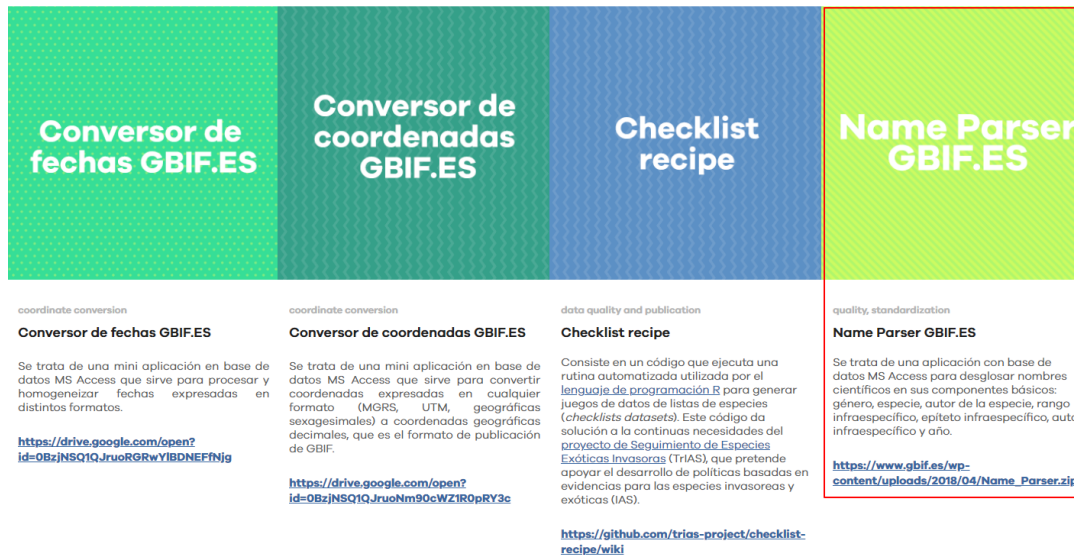 Conversor de
fechas GBIF.ES
Conversor de
coordenadas
GBIF.ES
Checklist
recipe
Name Parser
GBIF.ES
coordinate conversion
Conversor de fechas GBIF.ES
Se trata de una mini aplicación en base de
datos MS Access que sirve para procesar y
homogeneizar fechas expresadas en
distintos formatos.
https://drive.google.com/open?
id=0BzjNSQ1QJruoRGRwYlBDNEFfNjg
coordinate conversion
Conversor de coordenadas GBIF.ES
Se trata de una mini aplicación en base de
datos MS Access que sirve para convertir
coordenadas expresadas en cualquier
formato (MGRS, UTM, geográficas
sexagesimales) a coordenadas geográficas
decimales, que es el formato de publicación
de GBIF.
https://drive.google.com/open?
id=0BzjNSQ1QJruoNm90cWZ1R0pRY3c
data quality and publication
Checklist recipe
Consiste en un código que ejecuta una
rutina automatizada utilizada por el
lenguaje de programación R para generar
juegos de datos de listas de especies
(checklists datasets). Este código da
solución a la continuas necesidades del
proyecto de Seguimiento de Especies
Exóticas Invasoras (TrIAS), que pretende
apoyar el desarrollo de políticas basadas en
evidencias para las especies invasoreas y
exóticas (IAS).
https://github.com/trias-project/checklist-
recipe/wiki
quality, standardization
Name Parser GBIF.ES
Se trata de una aplicación con base de
datos MS Access para desglosar nombres
científicos en sus componentes básicos:
género, especie, autor de la especie, rango
infraespecífico, epíteto infraespecífico, auto
infraespecífico y año.
https://www.gbif.es/wp-
content/uploads/2018/04/Name_Parser.zip